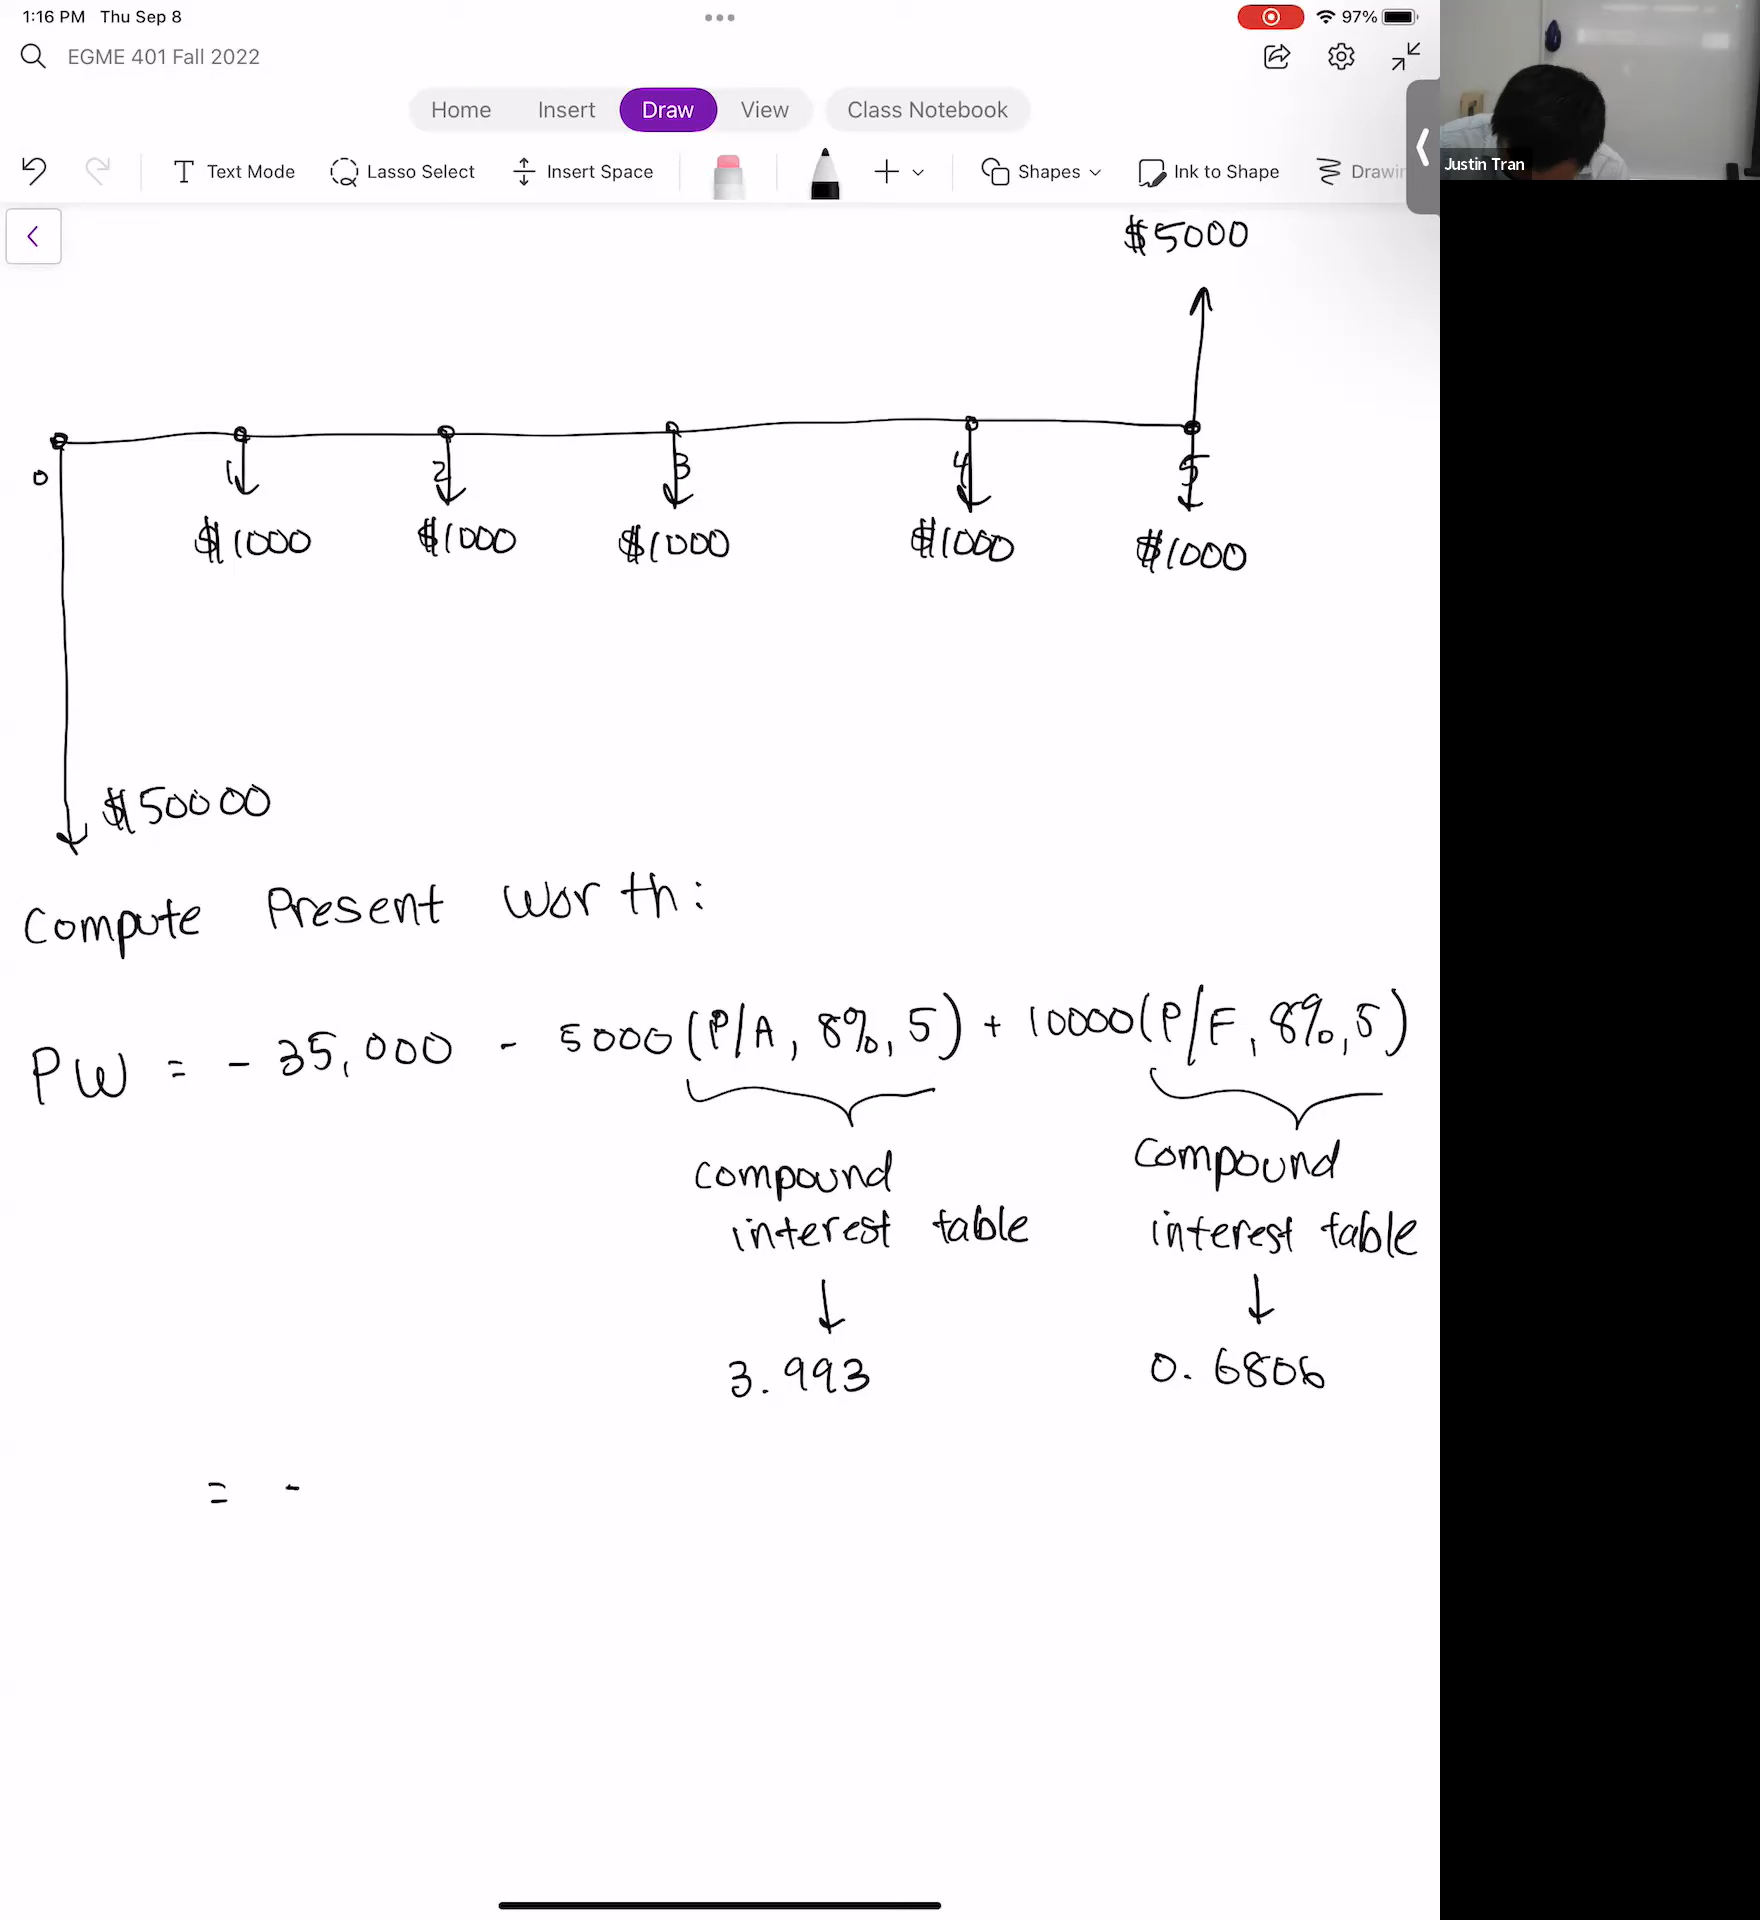 1:16 PM Thu Sep 8
97%
EGME 401 Fall 2022
Home Insert Draw View Class Notebook
Text Mode Lasso Select Insert Space Shapes Ink to Shape Drawin
Justin Tran
$5000
0 1 2 3 4 5
$1000 $1000 $1000 $1000 $1000
$50000
Compute Present Worth:
PW = - 35,000 - 5000 (P/A, 8%, 5) + 10000(P/F, 8%, 5)
compound
interest table
↓
3.993
compound
interest table
↓
0.6806
= -